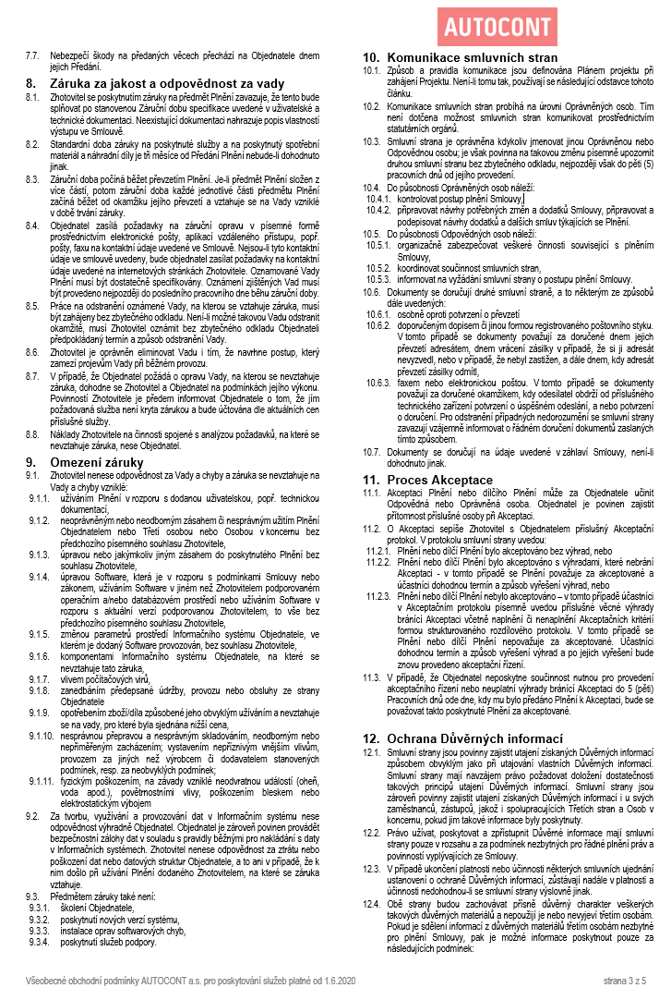 AUTOCONT
7.7. Nebezpečí škody na předaných věcech přechází na Objednatele dnem
jejich Předání.
8. Záruka za jakost a odpovědnost za vady
8.1. Zhotovitel se poskytnutím záruky na předmět Plnění zavazuje, že tento bude
splňovat po stanovenou Záruční dobu specifikace uvedené v uživatelské a
technické dokumentaci. Neexistující dokumentaci nahrazuje popis vlastností
výstupu ve Smlouvě.
8.2. Standardní doba záruky na poskytnuté služby a na poskytnutý spotřební
materiál a náhradní díly je tři měsíce od Předání Plnění nebude-li dohodnuto
jinak.
8.3. Záruční doba počíná běžet převzetím Plnění. Je-li předmět Plnění složen z
více částí, potom záruční doba každé jednotlivé části předmětu Plnění
začíná běžet od okamžiku jejího převzetí a vztahuje se na Vady vzniklé
v době trvání záruky.
8.4. Objednatel zasílá požadavky na záruční opravu v písemné formě
prostřednictvím elektronické pošty, aplikací vzdáleného přístupu, popř.
pošty, faxu na kontaktní údaje uvedené ve Smlouvě. Nejsou-li tyto kontaktní
údaje ve smlouvě uvedeny, bude objednatel zasílat požadavky na kontaktní
údaje uvedené na internetových stránkách Zhotovitele. Oznamované Vady
Plnění musí být dostatečně specifikovány. Oznámení zjištěných Vad musí
být provedeno nejpozději do posledního pracovního dne běhu záruční doby.
8.5. Práce na odstranění oznámené Vady, na kterou se vztahuje záruka, musí
být zahájeny bez zbytečného odkladu. Není-li možné takovou Vadu odstranit
okamžitě, musí Zhotovitel oznámit bez zbytečného odkladu Objednateli
předpokládaný termín a způsob odstranění Vady.
8.6. Zhotovitel je oprávněn eliminovat Vadu i tím, že navrhne postup, který
zamezí projevům Vady při běžném provozu.
8.7. V případě, že Objednatel požádá o opravu Vady, na kterou se nevztahuje
záruka, dohodne se Zhotovitel a Objednatel na podmínkách jejího výkonu.
Povinností Zhotovitele je předem informovat Objednatele o tom, že jím
požadovaná služba není kryta zárukou a bude účtována dle aktuálních cen
příslušné služby.
8.8. Náklady Zhotovitele na činnosti spojené s analýzou požadavků, na které se
nevztahuje záruka, nese Objednatel.
9. Omezení záruky
9.1. Zhotovitel nenese odpovědnost za Vady a chyby a záruka se nevztahuje na
Vady a chyby vzniklé:
9.1.1. užíváním Plnění v rozporu s dodanou uživatelskou, popř. technickou
dokumentací,
9.1.2. neoprávněným nebo neodborným zásahem či nesprávným užitím Plnění
Objednatelem nebo Třetí osobou nebo Osobou v koncernu bez
předchozího písemného souhlasu Zhotovitele,
9.1.3. úpravou nebo jakýmkoliv jiným zásahem do poskytnutého Plnění bez
souhlasu Zhotovitele,
9.1.4. úpravou Software, která je v rozporu s podmínkami Smlouvy nebo
zákonem, užíváním Software v jiném než Zhotovitelem podporovaném
operačním a/nebo databázovém prostředí nebo užíváním Software v
rozporu s aktuální verzí podporovanou Zhotovitelem, to vše bez
předchozího písemného souhlasu Zhotovitele,
9.1.5. změnou parametrů prostředí Informačního systému Objednatele, ve
kterém je dodaný Software provozován, bez souhlasu Zhotovitele,
9.1.6. komponentami Informačního systému Objednatele, na které se
nevztahuje tato záruka,
9.1.7. vlivem počítačových virů,
9.1.8. zanedbáním předepsané údržby, provozu nebo obsluhy ze strany
Objednatele
9.1.9. opotřebením zboží/díla způsobené jeho obvyklým užíváním a nevztahuje
se na vady, pro které byla sjednána nižší cena,
9.1.10. nesprávnou přepravou a nesprávným skladováním, neodborným nebo
nepřiměřeným zacházením; vystavením nepříznivým vnějším vlivům,
provozem za jiných než výrobcem či dodavatelem stanovených
podmínek, resp. za neobvyklých podmínek;
9.1.11. fyzickým poškozením, na závady vzniklé neodvratnou událostí (oheň,
voda apod.), povětrnostními vlivy, poškozením bleskem nebo
elektrostatickým výbojem
9.2. Za tvorbu, využívání a provozování dat v Informačním systému nese
odpovědnost výhradně Objednatel. Objednatel je zároveň povinen provádět
bezpečnostní zálohy dat v souladu s pravidly běžnými pro nakládání s daty
v Informačních systémech. Zhotovitel nenese odpovědnost za ztrátu nebo
poškození dat nebo datových struktur Objednatele, a to ani v případě, že k
nim došlo při užívání Plnění dodaného Zhotovitelem, na které se záruka
vztahuje.
9.3. Předmětem záruky také není:
9.3.1. školení Objednatele,
9.3.2. poskytnutí nových verzí systému,
9.3.3. instalace oprav softwarových chyb,
9.3.4. poskytnutí služeb podpory.
10. Komunikace smluvních stran
10.1. Způsob a pravidla komunikace jsou definována Plánem projektu při
zahájení Projektu. Není-li tomu tak, používají se následující odstavce tohoto
článku.
10.2. Komunikace smluvních stran probíhá na úrovni Oprávněných osob. Tím
není dotčena možnost smluvních stran komunikovat prostřednictvím
statutárních orgánů.
10.3. Smluvní strana je oprávněna kdykoliv jmenovat jinou Oprávněnou nebo
Odpovědnou osobu; je však povinna na takovou změnu písemně upozornit
druhou smluvní stranu bez zbytečného odkladu, nejpozději však do pěti (5)
pracovních dnů od jejího provedení.
10.4. Do působnosti Oprávněných osob náleží:
10.4.1. kontrolovat postup plnění Smlouvy,
10.4.2. připravovat návrhy potřebných změn a dodatků Smlouvy, připravovat a
podepisovat návrhy dodatků a dalších smluv týkajících se Plnění.
10.5. Do působnosti Odpovědných osob náleží:
10.5.1. organizačně zabezpečovat veškeré činnosti související s plněním
Smlouvy,
10.5.2. koordinovat součinnost smluvních stran,
10.5.3. informovat na vyžádání smluvní strany o postupu plnění Smlouvy.
10.6. Dokumenty se doručují druhé smluvní straně, a to některým ze způsobů
dále uvedených:
10.6.1. osobně oproti potvrzení o převzetí
10.6.2. doporučeným dopisem či jinou formou registrovaného poštovního styku.
V tomto případě se dokumenty považují za doručené dnem jejich
převzetí adresátem, dnem vrácení zásilky v případě, že si ji adresát
nevyzvedl, nebo v případě, že nebyl zastižen, a dále dnem, kdy adresát
převzetí zásilky odmítl,
10.6.3. faxem nebo elektronickou poštou. V tomto případě se dokumenty
považují za doručené okamžikem, kdy odesílatel obdrží od příslušného
technického zařízení potvrzení o úspěšném odeslání, a nebo potvrzení
o doručení. Pro odstranění případných nedorozumění se smluvní strany
zavazují vzájemně informovat o řádném doručení dokumentů zaslaných
tímto způsobem.
10.7. Dokumenty se doručují na údaje uvedené v záhlaví Smlouvy, není-li
dohodnuto jinak.
11. Proces Akceptace
11.1. Akceptaci Plnění nebo dílčího Plnění může za Objednatele učinit
Odpovědná nebo Oprávněná osoba. Objednatel je povinen zajistit
přítomnost příslušné osoby při Akceptaci.
11.2. O Akceptaci sepíše Zhotovitel s Objednatelem příslušný Akceptační
protokol. V protokolu smluvní strany uvedou:
11.2.1. Plnění nebo dílčí Plnění bylo akceptováno bez výhrad, nebo
11.2.2. Plnění nebo dílčí Plnění bylo akceptováno s výhradami, které nebrání
Akceptaci - v tomto případě se Plnění považuje za akceptované a
účastníci dohodnou termín a způsob vyřešení výhrad, nebo
11.2.3. Plnění nebo dílčí Plnění nebylo akceptováno – v tomto případě účastníci
v Akceptačním protokolu písemně uvedou příslušné věcné výhrady
bránící Akceptaci včetně naplnění či nenaplnění Akceptačních kritérií
formou strukturovaného rozdílového protokolu. V tomto případě se
Plnění nebo dílčí Plnění nepovažuje za akceptované. Účastníci
dohodnou termín a způsob vyřešení výhrad a po jejich vyřešení bude
znovu provedeno akceptační řízení.
11.3. V případě, že Objednatel neposkytne součinnost nutnou pro provedení
akceptačního řízení nebo neuplatní výhrady bránící Akceptaci do 5 (pěti)
Pracovních dnů ode dne, kdy mu bylo předáno Plnění k Akceptaci, bude se
považovat takto poskytnuté Plnění za akceptované.
12. Ochrana Důvěrných informací
12.1. Smluvní strany jsou povinny zajistit utajení získaných Důvěrných informací
způsobem obvyklým jako při utajování vlastních Důvěrných informací.
Smluvní strany mají navzájem právo požadovat doložení dostatečnosti
takových principů utajení Důvěrných informací. Smluvní strany jsou
zároveň povinny zajistit utajení získaných Důvěrných informací i u svých
zaměstnanců, zástupců, jakož i spolupracujících Třetích stran a Osob v
koncernu, pokud jim takové informace byly poskytnuty.
12.2. Právo užívat, poskytovat a zpřístupnit Důvěrné informace mají smluvní
strany pouze v rozsahu a za podmínek nezbytných pro řádné plnění práv a
povinností vyplývajících ze Smlouvy.
12.3. V případě ukončení platnosti nebo účinnosti některých smluvních ujednání
ustanovení o ochraně Důvěrných informací, zůstávají nadále v platnosti a
účinnosti nedohodnou-li se smluvní strany výslovně jinak.
12.4. Obě strany budou zachovávat přísně důvěrný charakter veškerých
takových důvěrných materiálů a nepoužijí je nebo nevyjeví třetím osobám.
Pokud je sdělení informací z důvěrných materiálů třetím osobám nezbytné
pro plnění Smlouvy, pak je možné informace poskytnout pouze za
následujících podmínek:
Všeobecné obchodní podmínky AUTOCONT a.s. pro poskytování služeb platné od 1.6.2020
strana 3 z 5